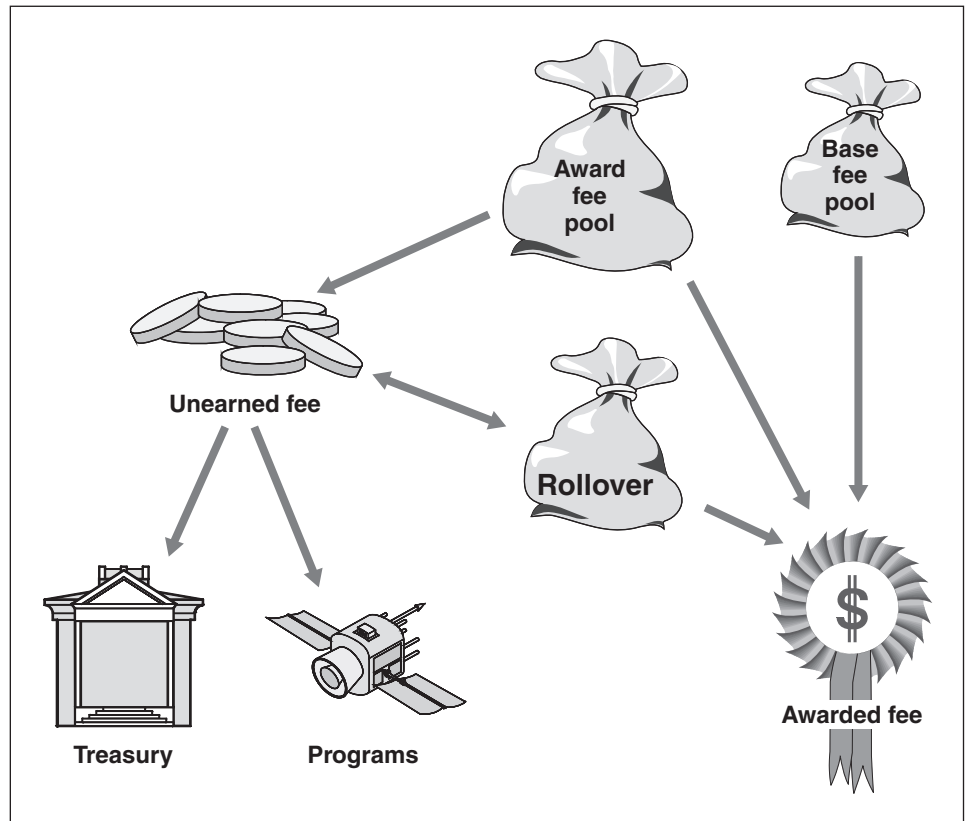 Award
fee
pool
Base
fee
pool
Unearned fee
Rollover
$
Awarded fee
Treasury
Programs